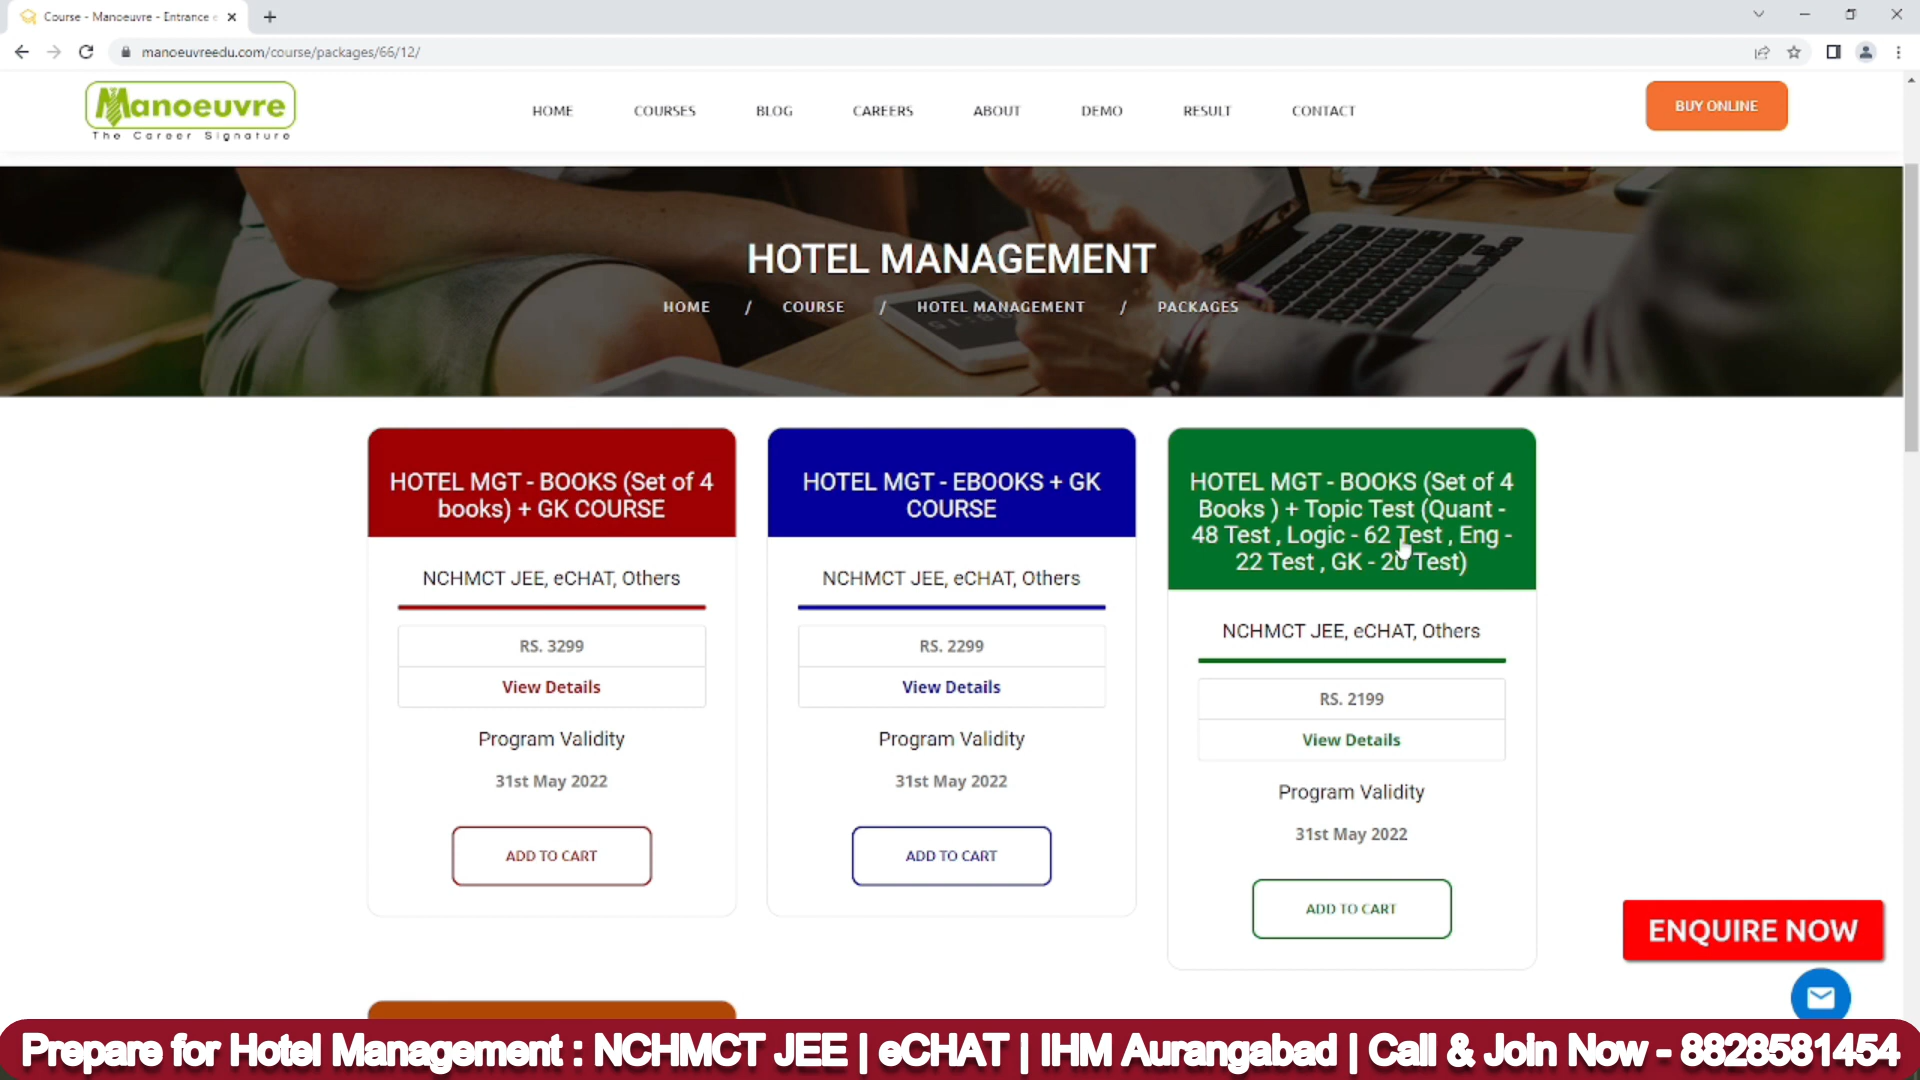 Course - Manoeuvre - Entrance e
manoeuvreedu.com/course/packages/66/12/
Manoeuvre
The Career Signature
HOME
COURSES
BLOG
CAREERS
ABOUT
DEMO
RESULT
CONTACT
BUY ONLINE
HOTEL MANAGEMENT
HOME / COURSE / HOTEL MANAGEMENT / PACKAGES
HOTEL MGT - BOOKS (Set of 4
books) + GK COURSE
NCHMCT JEE, eCHAT, Others
RS. 3299
View Details
Program Validity
31st May 2022
ADD TO CART
HOTEL MGT - EBOOKS + GK
COURSE
NCHMCT JEE, eCHAT, Others
RS. 2299
View Details
Program Validity
31st May 2022
ADD TO CART
HOTEL MGT - BOOKS (Set of 4
Books ) + Topic Test (Quant -
48 Test , Logic - 62 Test , Eng -
22 Test , GK - 20 Test)
NCHMCT JEE, eCHAT, Others
RS. 2199
View Details
Program Validity
31st May 2022
ADD TO CART
ENQUIRE NOW
Prepare for Hotel Management : NCHMCT JEE | eCHAT | IHM Aurangabad | Call & Join Now - 8828581454